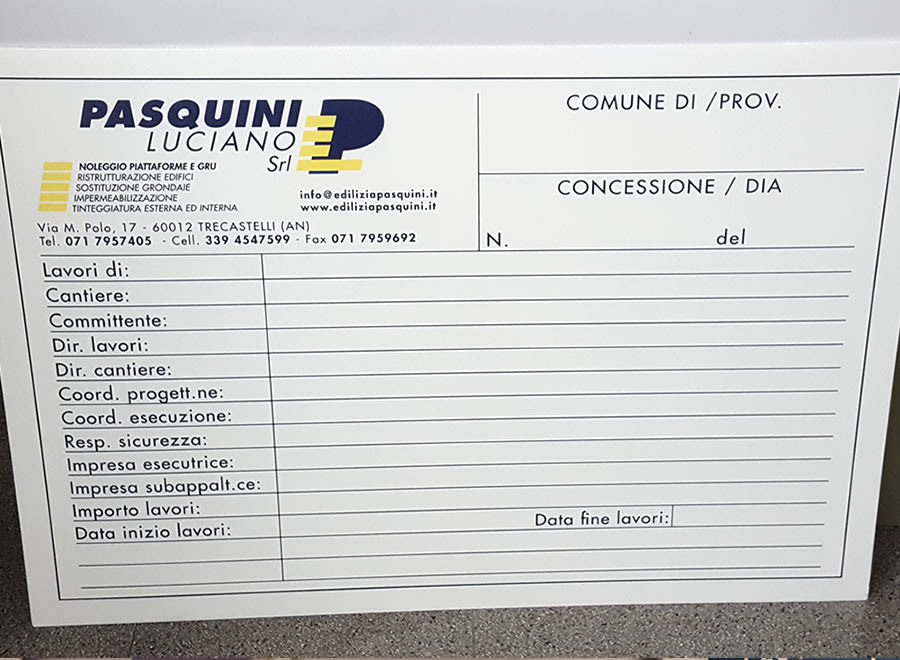 PASQUINI
LUCIANO
Srl
NOLEGGIO PIATTAFORME E GRU
RISTRUTTURAZIONE EDIFICI
SOSTITUZIONE GRONDAIE
IMPERMEABILIZZAZIONE
TINTEGGIATURA ESTERNA ED INTERNA
info@ediliziapasquini.it
www.ediliziapasquini.it
Via M. Polo, 17 - 60012 TRECASTELLI (AN)
Tel. 071 7957405 - Cell. 339 4547599 - Fax 071 7959692
COMUNE DI /PROV.
CONCESSIONE / DIA
N. del
Lavori di:
Cantiere:
Committente:
Dir. lavori:
Dir. cantiere:
Coord. progett.ne:
Coord. esecuzione:
Resp. sicurezza:
Impresa esecutrice:
Impresa subappalt.ce:
Importo lavori:
Data inizio lavori: Data fine lavori: